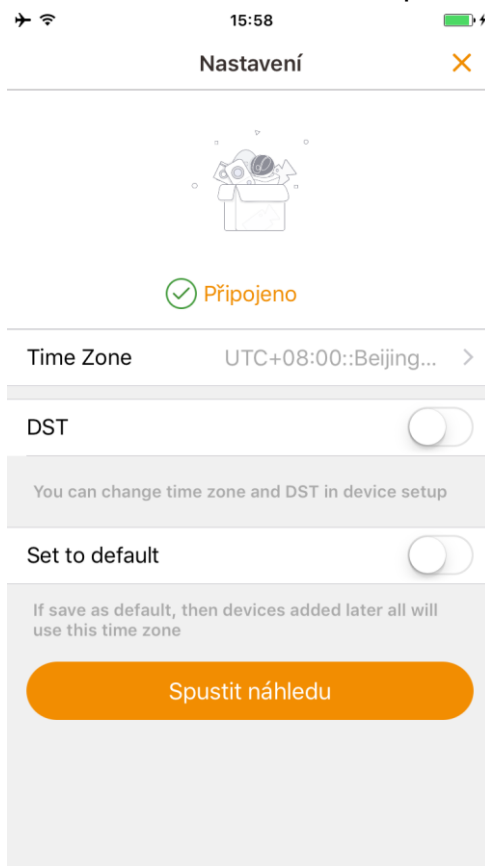 15:58
Nastavení
Připojeno
Time Zone UTC+08:00::Beijing...
DST
You can change time zone and DST in device setup
Set to default
If save as default, then devices added later all will
use this time zone
Spustit náhledu